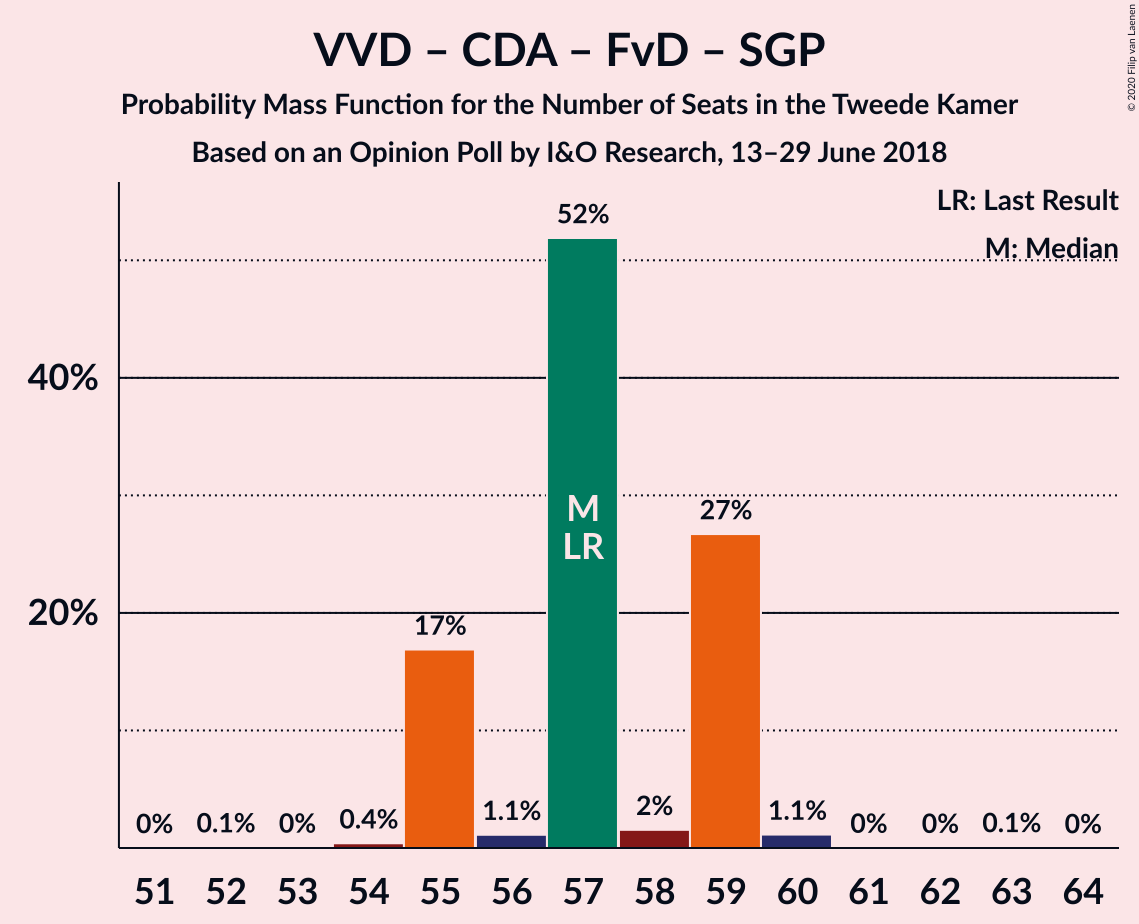 VVD – CDA – FvD – SGP
Probability Mass Function for the Number of Seats in the Tweede Kamer
Based on an Opinion Poll by I&O Research, 13–29 June 2018
© 2020 Filip van Laenen
LR: Last Result
M: Median
40%
20%
0%
0.1%
0%
0.4%
17%
1.1%
52%
M
LR
2%
27%
1.1%
0%
0%
0.1%
0%
51 52 53 54 55 56 57 58 59 60 61 62 63 64